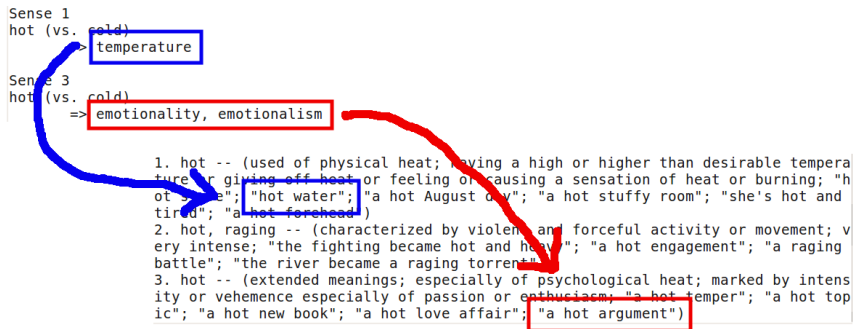 Sense 1
hot (vs. cold)
=> temperature
Sense 3
hot (vs. cold)
=> emotionality, emotionalism
1. hot -- (used of physical heat; having a high or higher than desirable tempera
ture or giving off heat or feeling or causing a sensation of heat or burning; "h
ot stove"; "hot water"; "a hot August day"; "a hot stuffy room"; "she's hot and
tired"; "a hot forehead")
2. hot, raging -- (characterized by violent and forceful activity or movement; v
ery intense; "the fighting became hot and heavy"; "a hot engagement"; "a raging
battle"; "the river became a raging torrent")
3. hot -- (extended meanings; especially of psychological heat; marked by intens
ity or vehemence especially of passion or enthusiasm; "a hot temper"; "a hot top
ic"; "a hot new book"; "a hot love affair"; "a hot argument")